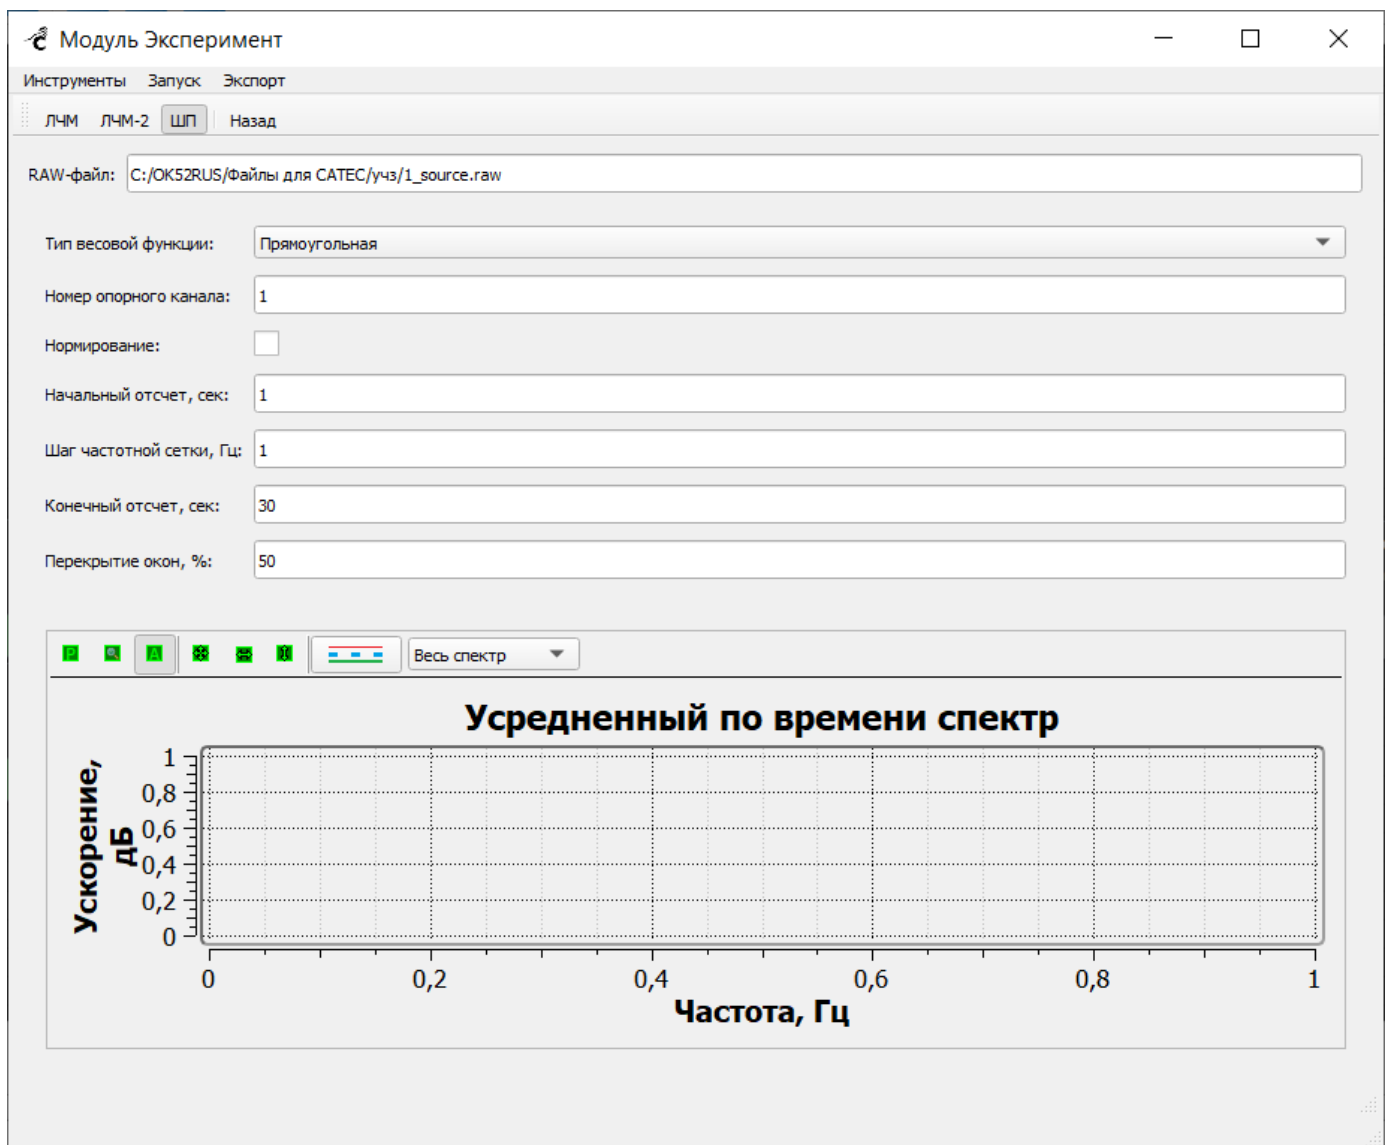 Модуль Эксперимент
Инструменты Запуск Экспорт
ЛЧМ ЛЧМ-2 ШП Назад
RAW-файл: C:/OK52RUS/Файлы для CATEC/учз/1_source.raw
Тип весовой функции: Прямоугольная
Номер опорного канала: 1
Нормирование:
Начальный отсчет, сек: 1
Шаг частотной сетки, Гц: 1
Конечный отсчет, сек: 30
Перекрытие окон, %: 50
P A Весь спектр
Усредненный по времени спектр
Ускорение,
дБ
1
0,8
0,6
0,4
0,2
0
0 0,2 0,4 0,6 0,8 1
Частота, Гц